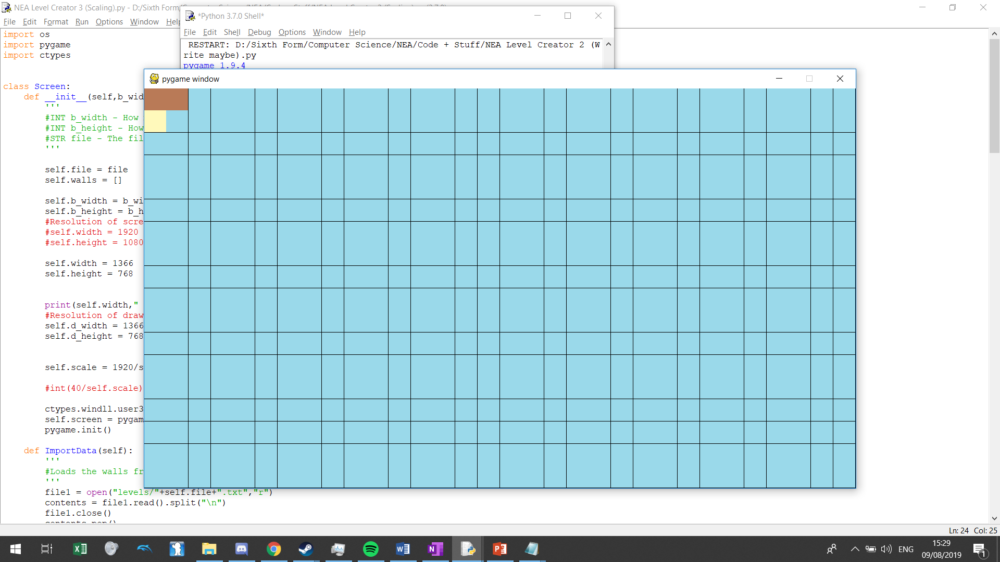 NEA Level Creator 3 (Scaling).py - D:/Sixth Form/
File Edit Format Run Options Window Help
import os
import pygame
import ctypes
class Screen:
def __init__(self,b_wid
'''
#INT b_width - How
#INT b_height - How
#STR file - The fil
'''
self.file = file
self.walls = []
self.b_width = b_wi
self.b_height = b_h
#Resolution of scre
#self.width = 1920
#self.height = 1080
self.width = 1366
self.height = 768
print(self.width,"
#Resolution of draw
self.d_width = 1366
self.d_height = 768
self.scale = 1920/s
#int(40/self.scale)
ctypes.windll.user3
self.screen = pygam
pygame.init()
def ImportData(self):
'''
#Loads the walls fr
'''
file1 = open("levels/"+self.file+".txt","r")
contents = file1.read().split("\n")
file1.close()
contents.pop()
*Python 3.7.0 Shell*
File Edit Shell Debug Options Window Help
RESTART: D:/Sixth Form/Computer Science/NEA/Code + Stuff/NEA Level Creator 2 (W
rite maybe).py
pygame 1.9.4
pygame window
Ln: 24 Col: 25
ENG
15:29
09/08/2019
1